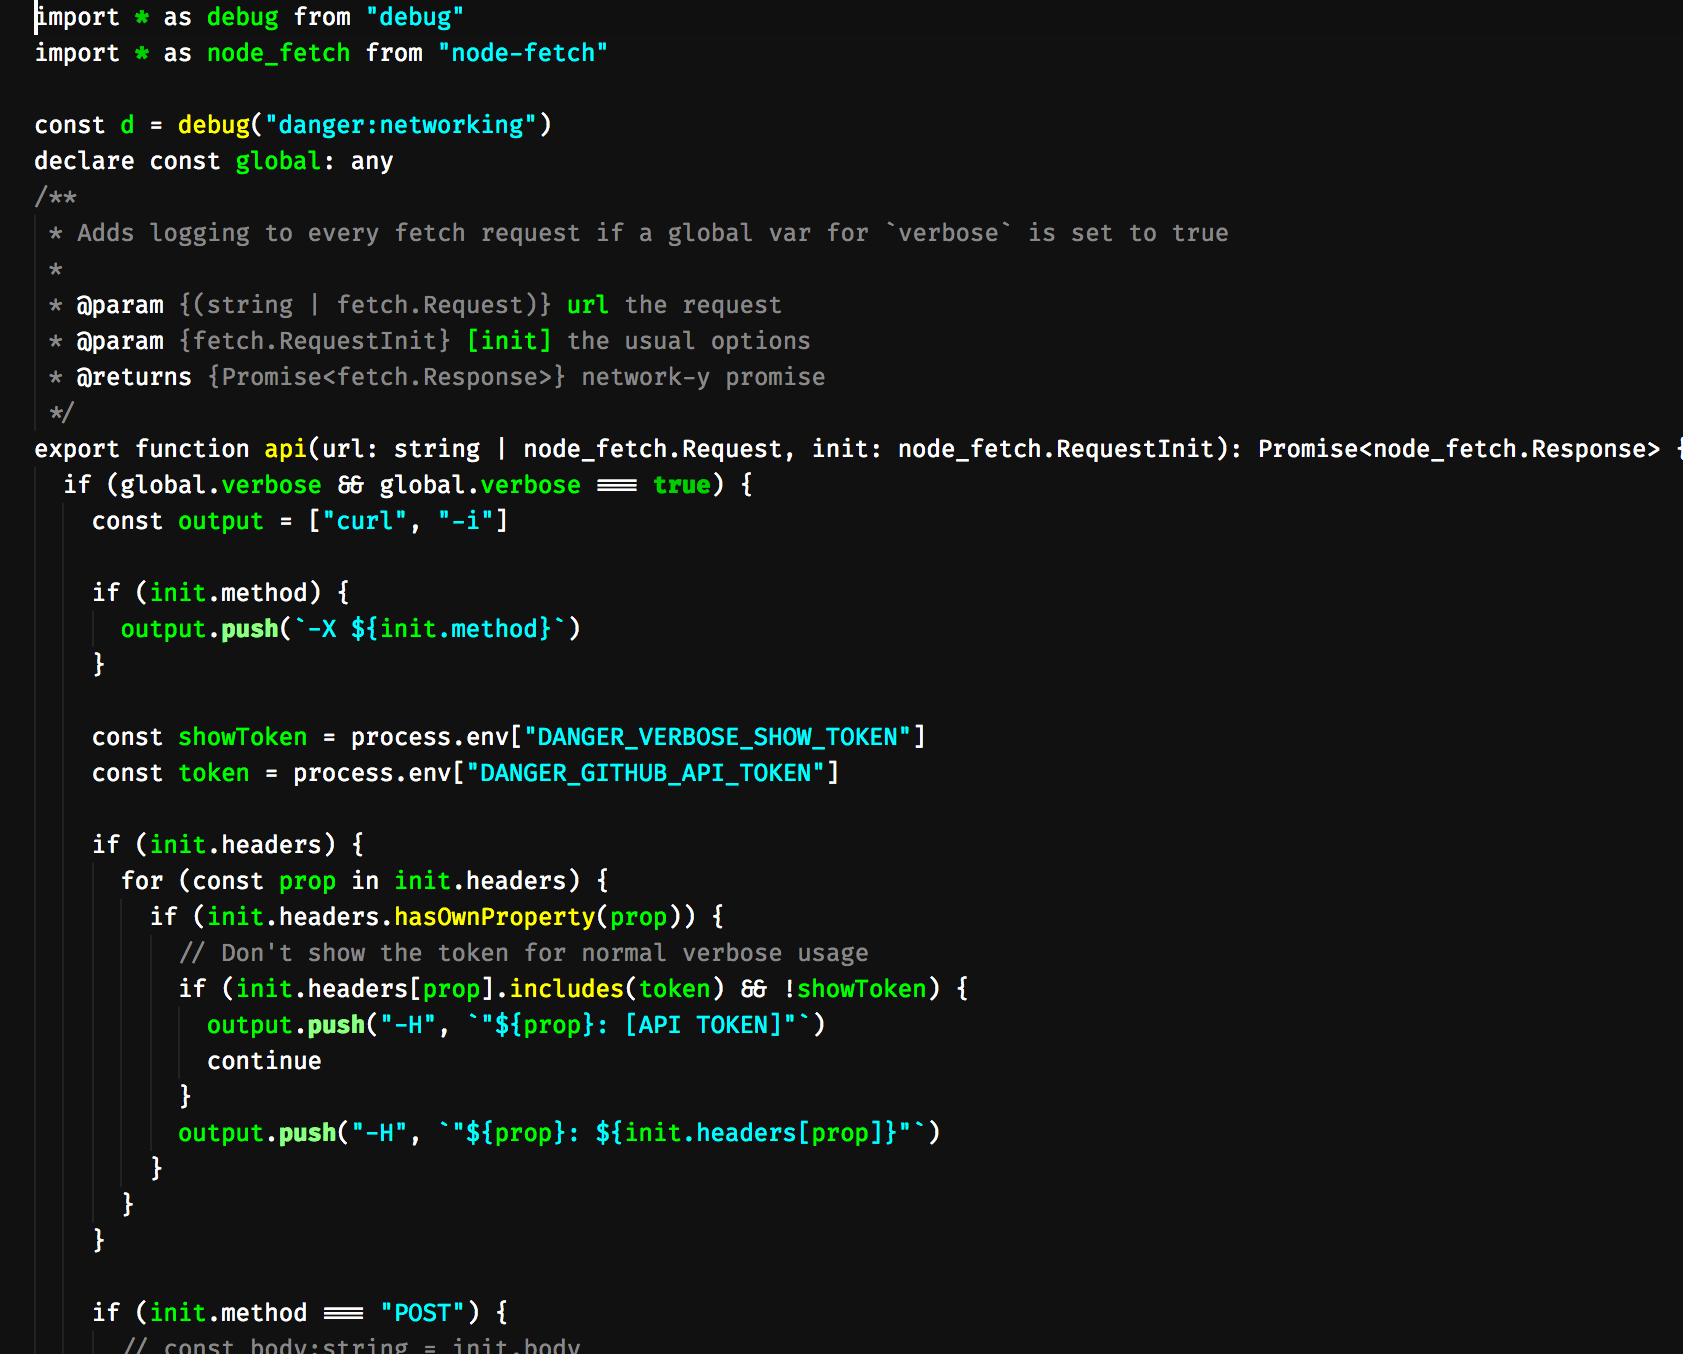 import * as debug from "debug"
import * as node_fetch from "node-fetch"
const d = debug("danger:networking")
declare const global: any
/**
* Adds logging to every fetch request if a global var for `verbose` is set to true
*
* @param {(string | fetch.Request)} url the request
* @param {fetch.RequestInit} [init] the usual options
* @returns {Promise<fetch.Response>} network-y promise
*/
export function api(url: string | node_fetch.Request, init: node_fetch.RequestInit): Promise<node_fetch.Response> {
if (global.verbose && global.verbose === true) {
const output = ["curl", "-i"]
if (init.method) {
output.push(`-X ${init.method}`)
}
const showToken = process.env["DANGER_VERBOSE_SHOW_TOKEN"]
const token = process.env["DANGER_GITHUB_API_TOKEN"]
if (init.headers) {
for (const prop in init.headers) {
if (init.headers.hasOwnProperty(prop)) {
// Don't show the token for normal verbose usage
if (init.headers[prop].includes(token) && !showToken) {
output.push("-H", `"${prop}: [API TOKEN]"`)
continue
}
output.push("-H", `"${prop}: ${init.headers[prop]}"`)
}
}
}
if (init.method === "POST") {
// const body:string = init.body